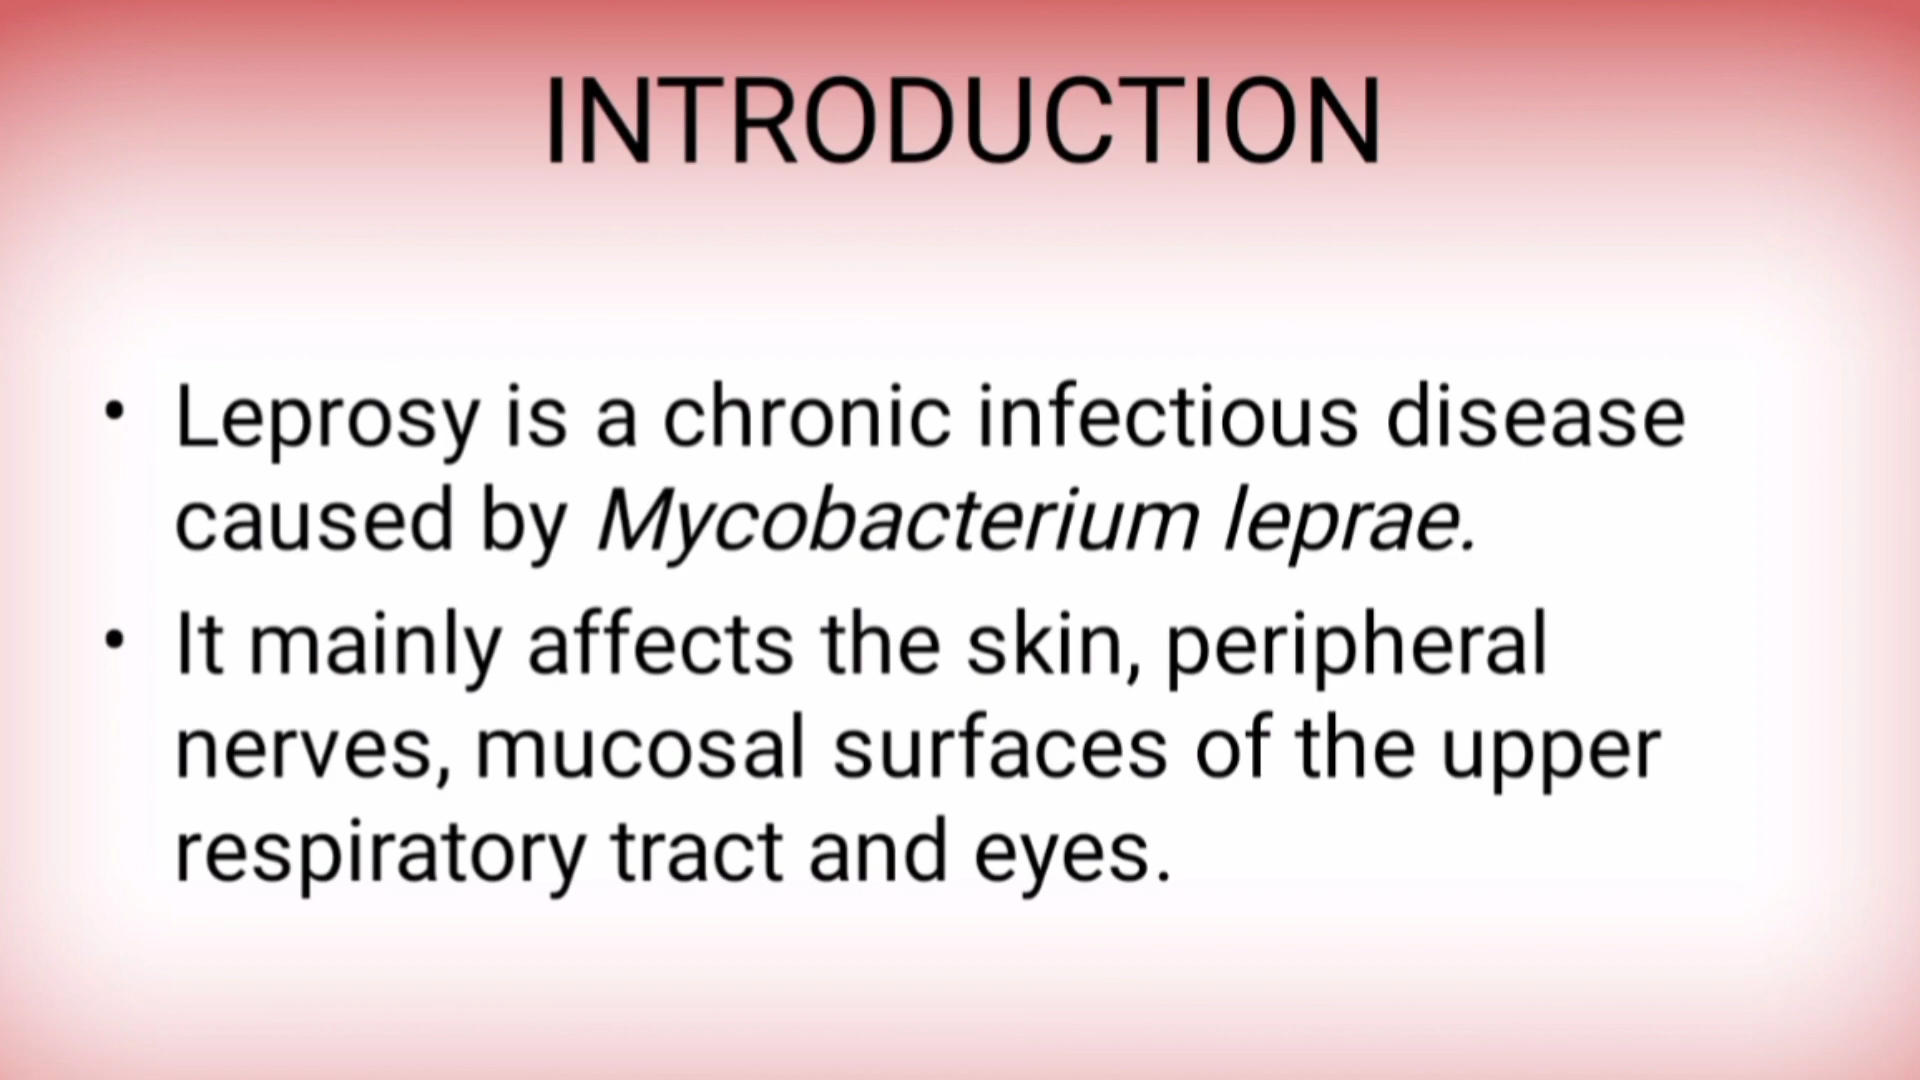 INTRODUCTION
• Leprosy is a chronic infectious disease
caused by Mycobacterium leprae.
• It mainly affects the skin, peripheral
nerves, mucosal surfaces of the upper
respiratory tract and eyes.